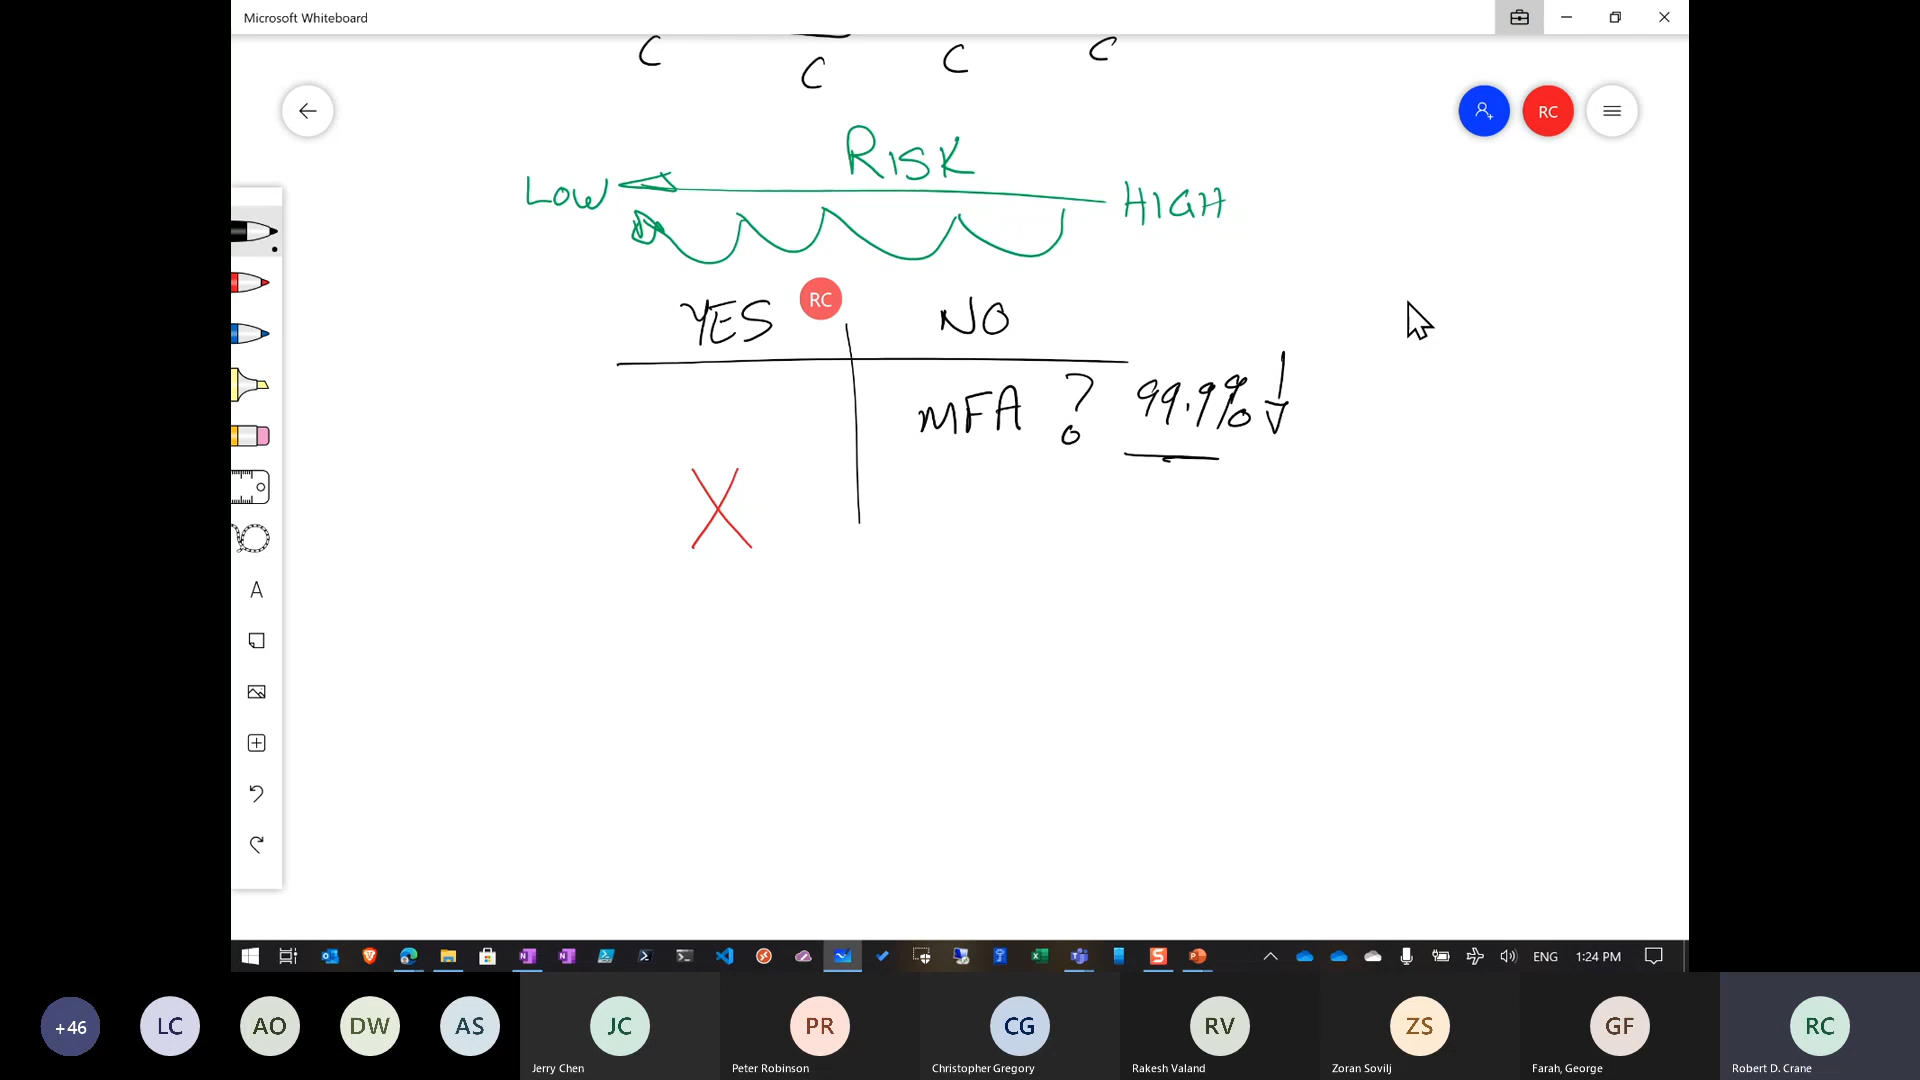 Microsoft Whiteboard
C C C C
RISK
LOW HIGH
YES RC NO
MFA ? 99.9%
X
RC
A
ENG 1:24 PM
+46 LC AO DW AS JC PR CG RV ZS GF RC
Jerry Chen Peter Robinson Christopher Gregory Rakesh Valand Zoran Sovilj Farah, George Robert D. Crane